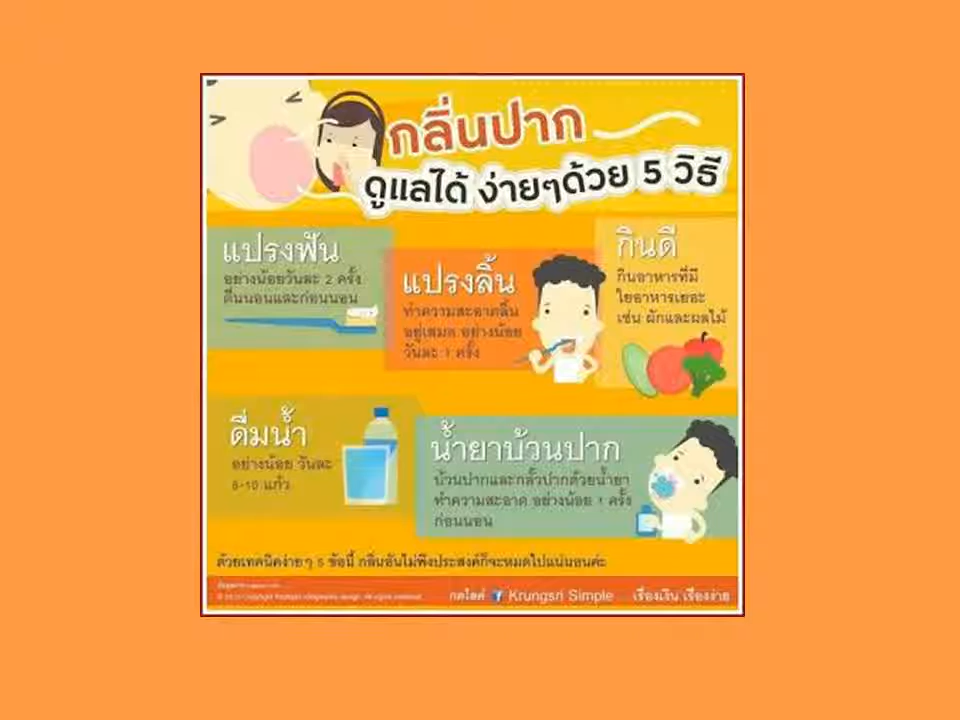 กลิ่นปาก
ดูแลได้ ง่ายๆด้วย 5 วิธี
แปรงฟัน
อย่างน้อยวันละ 2 ครั้ง
ตื่นนอนและก่อนนอน
แปรงลิ้น
ทำความสะอาดลิ้น
อยู่เสมอ อย่างน้อย
วันละ 1 ครั้ง
กินดี
กินอาหารที่มี
ใยอาหารเยอะ
เช่น ผักและผลไม้
ดื่มน้ำ
อย่างน้อย วันละ
8-10 แก้ว
น้ำยาบ้วนปาก
บ้วนปากและกลั้วปากด้วยน้ำยา
ทำความสะอาด อย่างน้อย 1 ครั้ง
ก่อนนอน
ด้วยเทคนิคง่ายๆ 5 ข้อนี้ กลิ่นอันไม่พึงประสงค์ก็จะหมดไปแน่นอนค่ะ
กดไลค์ f Krungsri Simple เรื่องเงิน เรื่องง่าย